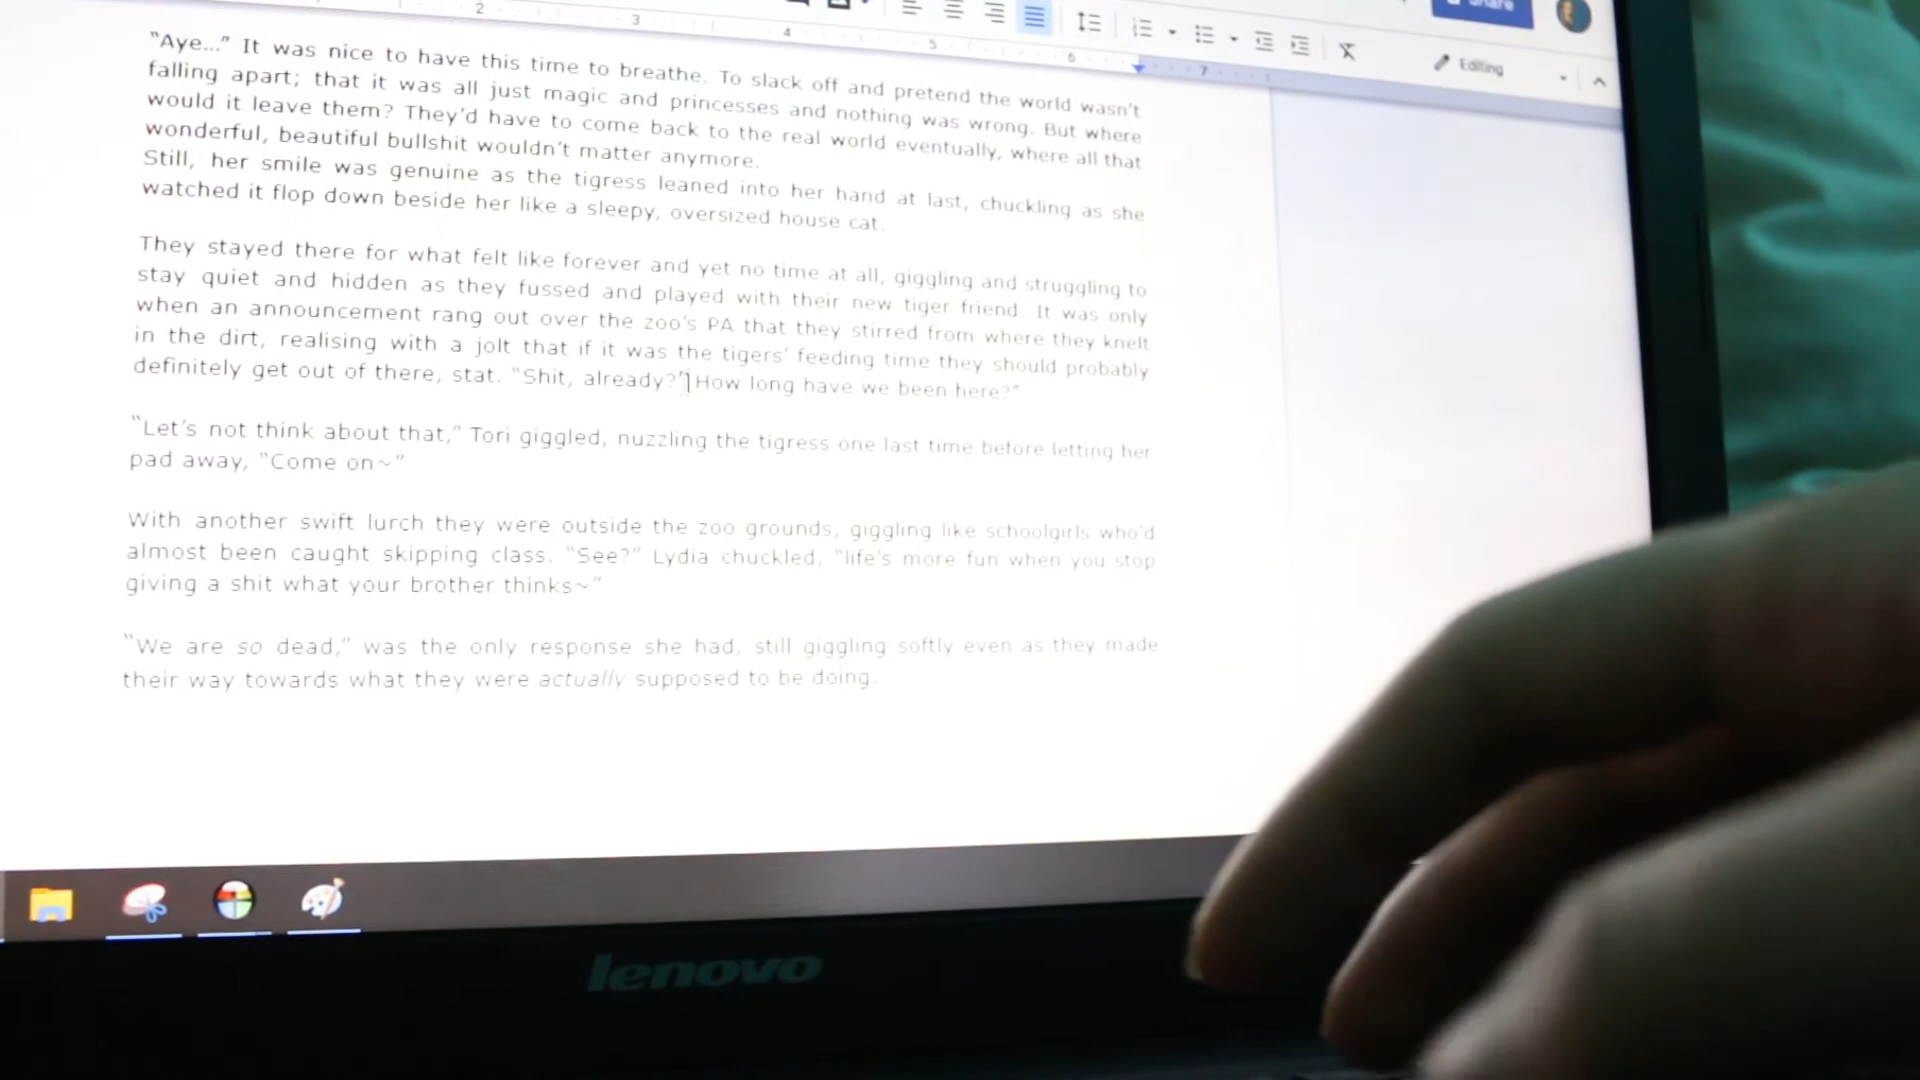 Share
Editing
2 3 4 5 6 7
“Aye...” It was nice to have this time to breathe. To slack off and pretend the world wasn’t
falling apart; that it was all just magic and princesses and nothing was wrong. But where
would it leave them? They’d have to come back to the real world eventually, where all that
wonderful, beautiful bullshit wouldn’t matter anymore.
Still, her smile was genuine as the tigress leaned into her hand at last, chuckling as she
watched it flop down beside her like a sleepy, oversized house cat.
They stayed there for what felt like forever and yet no time at all, giggling and struggling to
stay quiet and hidden as they fussed and played with their new tiger friend. It was only
when an announcement rang out over the zoo’s PA that they stirred from where they knelt
in the dirt, realising with a jolt that if it was the tigers’ feeding time they should probably
definitely get out of there, stat. “Shit, already?” How long have we been here?”
“Let’s not think about that,” Tori giggled, nuzzling the tigress one last time before letting her
pad away, “Come on~”
With another swift lurch they were outside the zoo grounds, giggling like schoolgirls who’d
almost been caught skipping class. “See?” Lydia chuckled, “life’s more fun when you stop
giving a shit what your brother thinks~”
“We are so dead,” was the only response she had, still giggling softly even as they made
their way towards what they were actually supposed to be doing.
lenovo